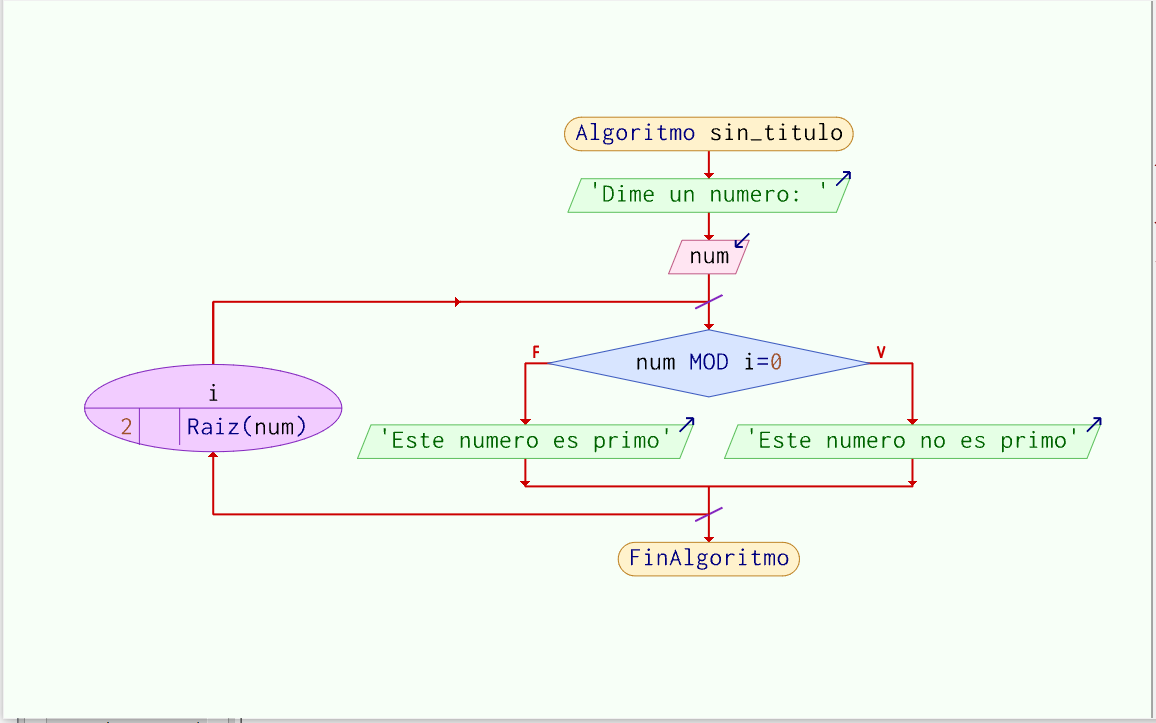 Algoritmo sin_titulo
'Dime un numero: '
num
F
num MOD i=0
V
i
2
Raiz(num)
'Este numero es primo'
'Este numero no es primo'
FinAlgoritmo